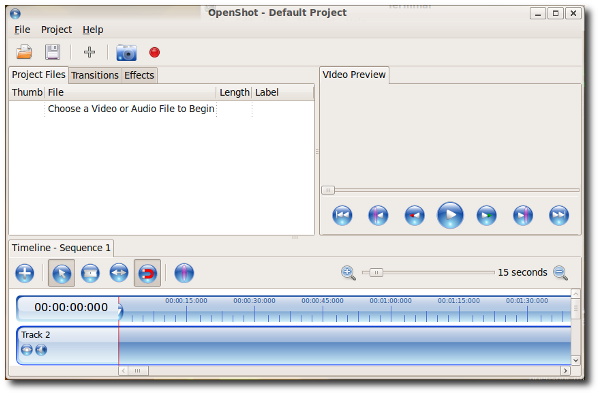 OpenShot - Default Project
File Project Help
Project Files Transitions Effects
Thumb File Length Label
Choose a Video or Audio File to Begin
VIdeo Preview
Timeline - Sequence 1
15 seconds
00:00:00:000
00:00:15:000 00:00:30:000 00:00:45:000 00:01:00:000 00:01:15:000 00:01:30:000
Track 2